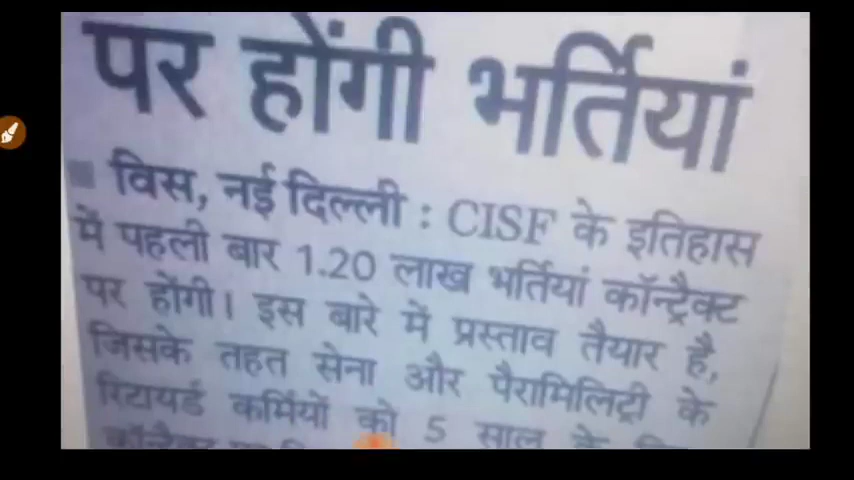 पर होंगी भर्तियां
विस, नई दिल्ली : CISF के इतिहास
में पहली बार 1.20 लाख भर्तियां कॉन्ट्रैक्ट
पर होंगी। इस बारे में प्रस्ताव तैयार है,
जिसके तहत सेना और पैरामिलिट्री के
रिटायर्ड कर्मियों को 5 साल के